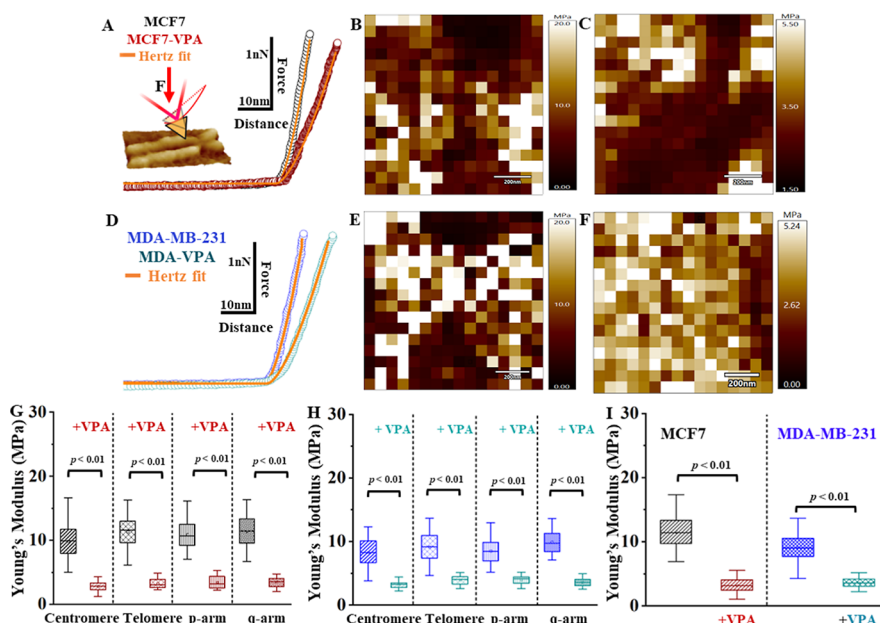 A
MCF7
MCF7-VPA
Hertz fit
F
1nN
Force
10nm
Distance
B
MPa
20.0
10.0
0.00
200nm
C
MPa
5.50
3.50
1.50
200nm
D
MDA-MB-231
MDA-VPA
Hertz fit
1nN
Force
10nm
Distance
E
MPa
20.0
10.0
0.00
200nm
F
MPa
5.24
2.62
0.00
200nm
G
Young's Modulus (MPa)
30
20
10
0
+VPA +VPA +VPA +VPA
p < 0.01 p < 0.01 p < 0.01 p < 0.01
Centromere Telomere p-arm q-arm
H
Young's Modulus (MPa)
30
20
10
0
+ VPA + VPA + VPA + VPA
p < 0.01 p < 0.01 p < 0.01 p < 0.01
Centromere Telomere p-arm q-arm
I
Young's Modulus (MPa)
30
20
10
0
MCF7 MDA-MB-231
p < 0.01 p < 0.01
+VPA +VPA